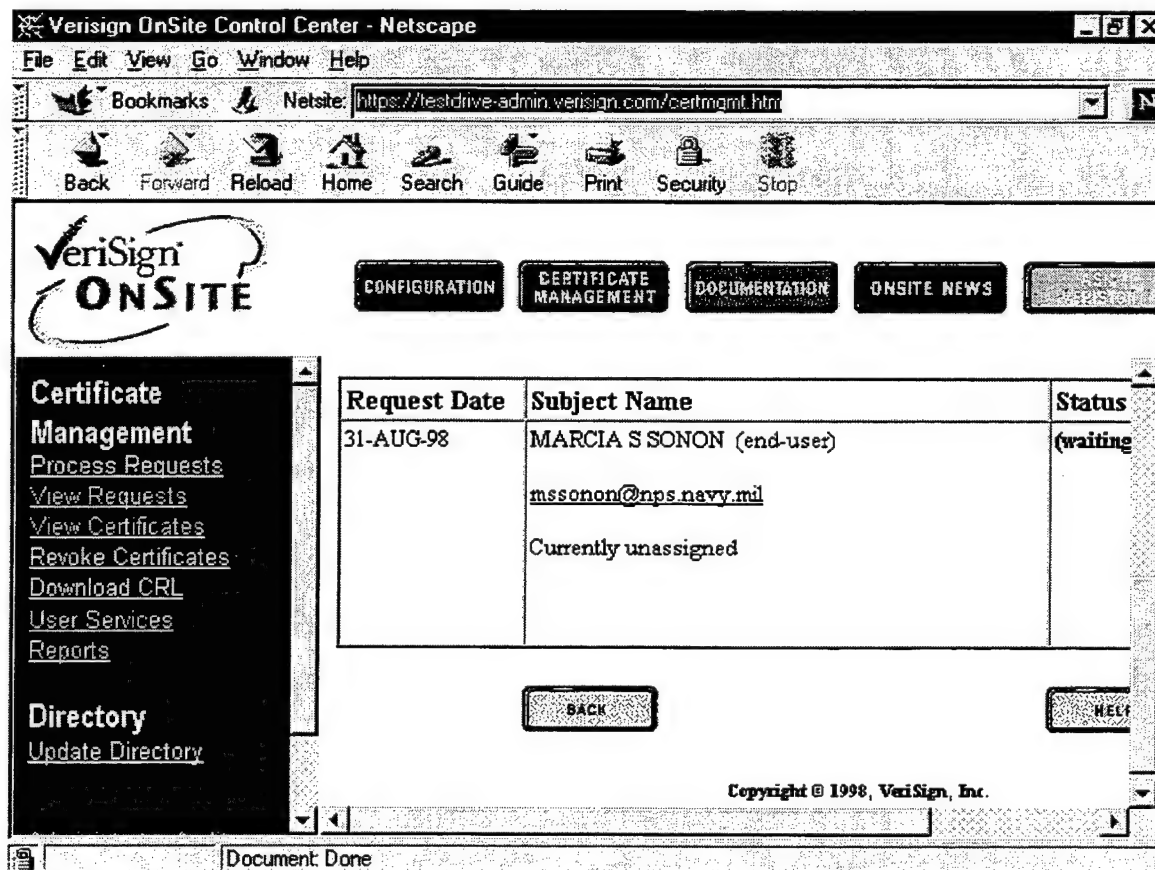 Verisign OnSite Control Center - Netscape
File Edit View Go Window Help
Bookmarks Netsite: https://testdrive-admin.verisign.com/certmgmt.htm N
Back Forward Reload Home Search Guide Print Security Stop
VeriSign
ONSITE
CONFIGURATION
CERTIFICATE
MANAGEMENT
DOCUMENTATION
ONSITE NEWS
Certificate
Management
Process Requests
View Requests
View Certificates
Revoke Certificates
Download CRL
User Services
Reports
Directory
Update Directory
Request Date Subject Name Status
31-AUG-98 MARCIA S SONON (end-user) (waiting
mssonon@nps.navy.mil
Currently unassigned
BACK HELP
Copyright © 1998, VeriSign, Inc.
Document: Done